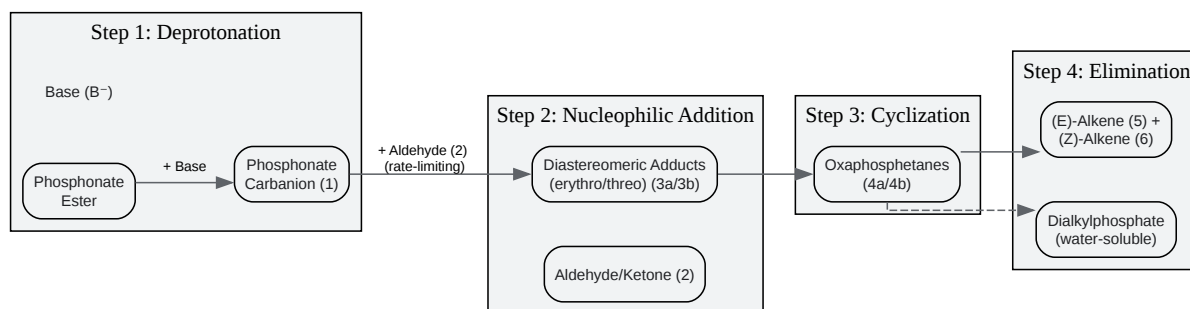 Step 1: Deprotonation
Base (B⁻)
Phosphonate
Ester
+ Base
Phosphonate
Carbanion (1)
+ Aldehyde (2)
(rate-limiting)
Step 2: Nucleophilic Addition
Diastereomeric Adducts
(erythro/threo) (3a/3b)
Aldehyde/Ketone (2)
Step 3: Cyclization
Oxaphosphetanes
(4a/4b)
Step 4: Elimination
(E)-Alkene (5) +
(Z)-Alkene (6)
Dialkylphosphate
(water-soluble)